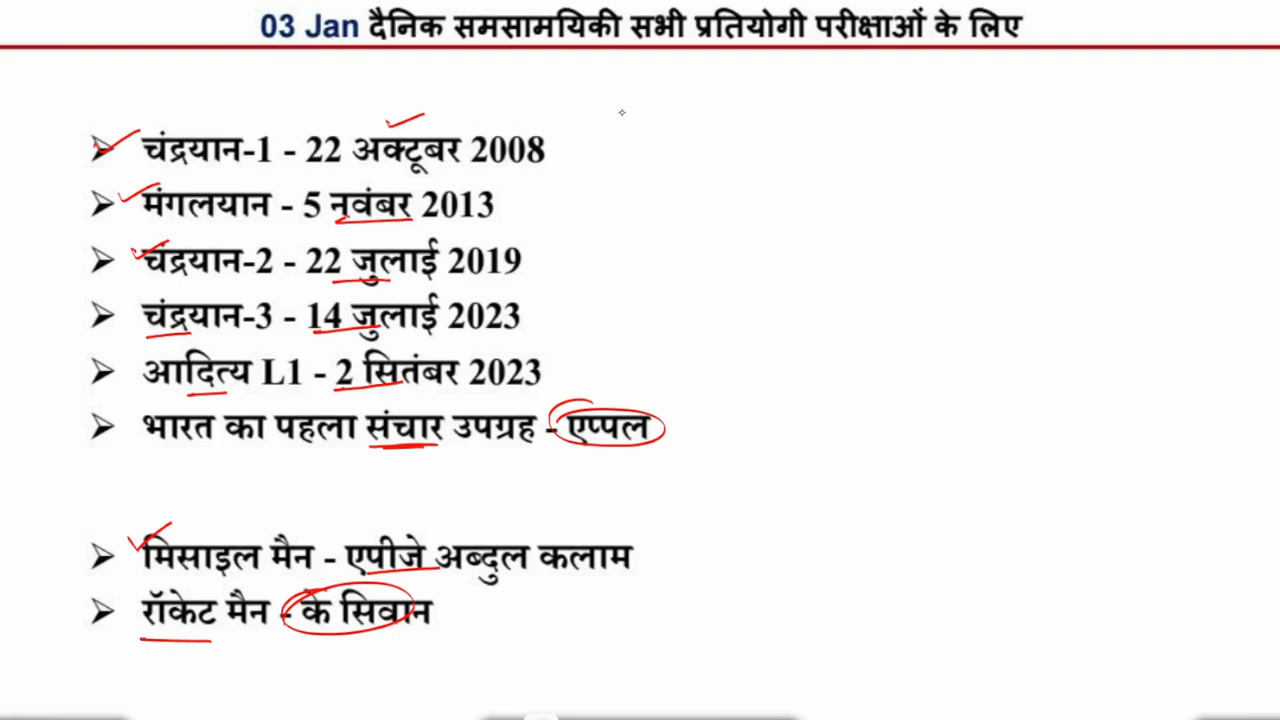 03 Jan दैनिक समसामयिकी सभी प्रतियोगी परीक्षाओं के लिए
➢ चंद्रयान-1 - 22 अक्टूबर 2008
➢ मंगलयान - 5 नवंबर 2013
➢ चंद्रयान-2 - 22 जुलाई 2019
➢ चंद्रयान-3 - 14 जुलाई 2023
➢ आदित्य L1 - 2 सितंबर 2023
➢ भारत का पहला संचार उपग्रह - एप्पल
➢ मिसाइल मैन - एपीजे अब्दुल कलाम
➢ रॉकेट मैन - के सिवान